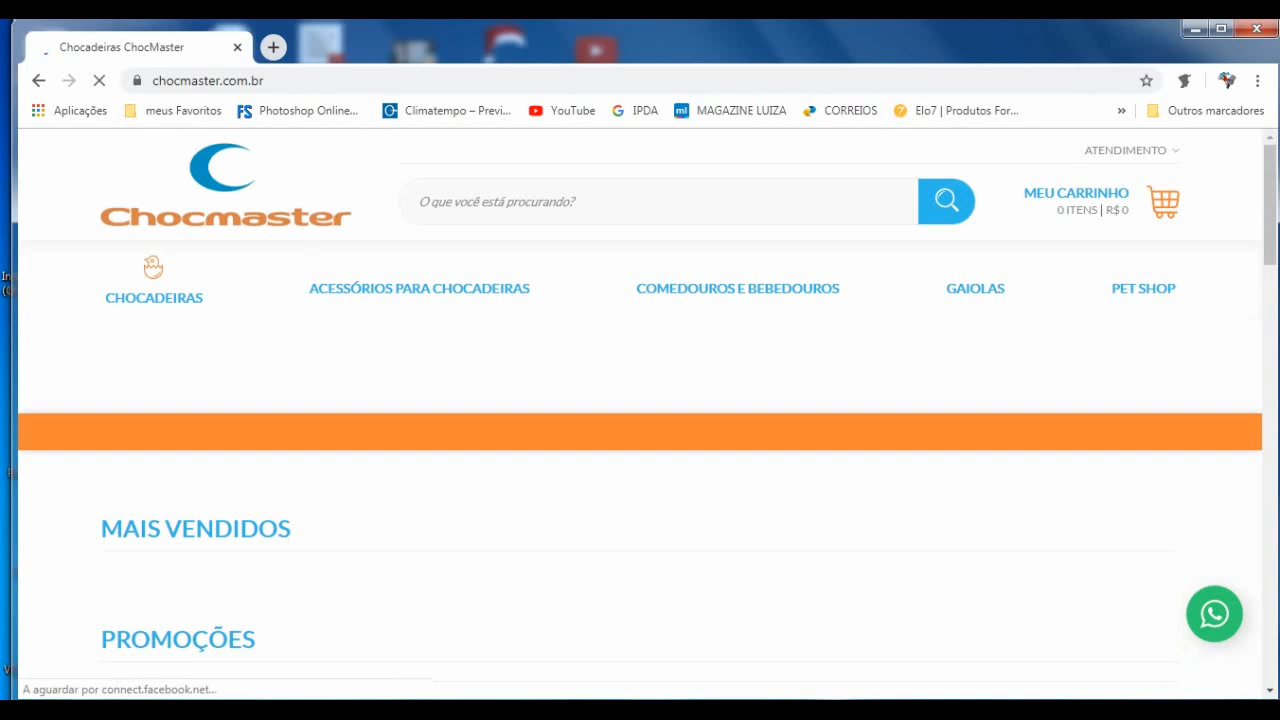 Chocadeiras ChocMaster
chocmaster.com.br
Aplicações meus Favoritos FS Photoshop Online... Climatempo – Previ... YouTube G IPDA ml MAGAZINE LUIZA CORREIOS Elo7 | Produtos For... » Outros marcadores
ATENDIMENTO
Chocmaster
O que você está procurando?
MEU CARRINHO
0 ITENS | R$ 0
CHOCADEIRAS
ACESSÓRIOS PARA CHOCADEIRAS
COMEDOUROS E BEBEDOUROS
GAIOLAS
PET SHOP
MAIS VENDIDOS
PROMOÇÕES
A aguardar por connect.facebook.net...